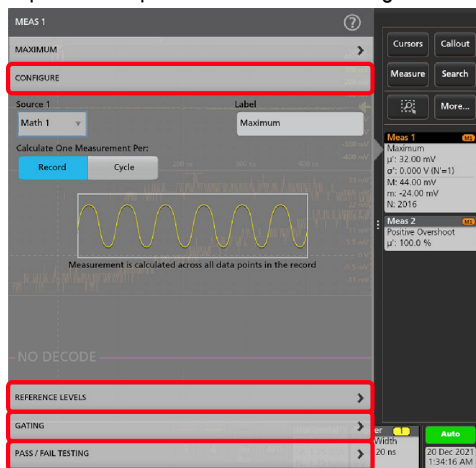 MEAS 1
?
MAXIMUM
CONFIGURE
Source 1
Label
Math 1
Maximum
Calculate One Measurement Per:
Record
Cycle
Measurement is calculated across all data points in the record
NO DECODE
REFERENCE LEVELS
GATING
PASS / FAIL TESTING
Cursors
Callout
Measure
Search
More...
Meas 1
M1
Maximum
µ': 32.00 mV
σ': 0.000 V (N'=1)
M: 44.00 mV
m: -24.00 mV
N: 2016
Meas 2
M1
Positive Overshoot
µ': 100.0 %
Width
20 ns
Auto
20 Dec 2021
1:34:16 AM